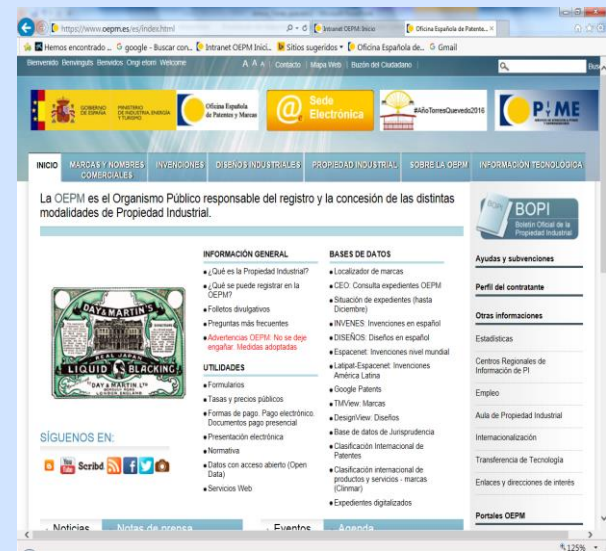 https://www.oepm.es/es/index.html
Intranet OEPM: Inicio
Oficina Española de Patente...
Hemos encontrado ...
google - Buscar con...
Intranet OEPM Inici...
Sitios sugeridos
Oficina Española de...
Gmail
Bienvenido Benvinguts Benvidos Ongi etorri Welcome
A A A
Contacto
Mapa Web
Buzón del Ciudadano
GOBIERNO DE ESPAÑA
MINISTERIO DE INDUSTRIA, ENERGÍA Y TURISMO
Oficina Española
de Patentes y Marcas
Sede
Electrónica
#AñoTorresQuevedo2016
PYME
INICIO
MARCAS Y NOMBRES
COMERCIALES
INVENCIONES
DISEÑOS INDUSTRIALES
PROPIEDAD INDUSTRIAL
SOBRE LA OEPM
INFORMACIÓN TECNOLÓGICA
La OEPM es el Organismo Público responsable del registro y la concesión de las distintas
modalidades de Propiedad Industrial.
DAY & MARTIN'S
REAL JAPAN
LIQUID BLACKING
DAY & MARTIN LTD
LONDON ENGLAND
SÍGUENOS EN:
You Tube
Scribd
INFORMACIÓN GENERAL
¿Qué es la Propiedad Industrial?
¿Qué se puede registrar en la
OEPM?
Folletos divulgativos
Preguntas más frecuentes
Advertencias OEPM: No se deje
engañar. Medidas adoptadas
UTILIDADES
Formularios
Tasas y precios públicos
Formas de pago. Pago electrónico.
Documentos pago presencial
Presentación electrónica
Normativa
Datos con acceso abierto (Open
Data)
Servicios Web
BASES DE DATOS
Localizador de marcas
CEO: Consulta expedientes OEPM
Situación de expedientes (hasta
Diciembre)
INVENES: Invenciones en español
DISEÑOS: Diseños en español
Espacenet: Invenciones nivel mundial
Latipat-Espacenet: Invenciones
América Latina
Google Patents
TMView: Marcas
DesignView: Diseños
Base de datos de Jurisprudencia
Clasificación Internacional de
Patentes
Clasificación internacional de
productos y servicios - marcas
(Clinmar)
Expedientes digitalizados
BOPI
Boletín Oficial de la
Propiedad Industrial
Ayudas y subvenciones
Perfil del contratante
Otras informaciones
Estadísticas
Centros Regionales de
Información de PI
Empleo
Aula de Propiedad Industrial
Internacionalización
Transferencia de Tecnología
Enlaces y direcciones de interés
Portales OEPM
Noticias
Notas de prensa
Eventos
Agenda
125%